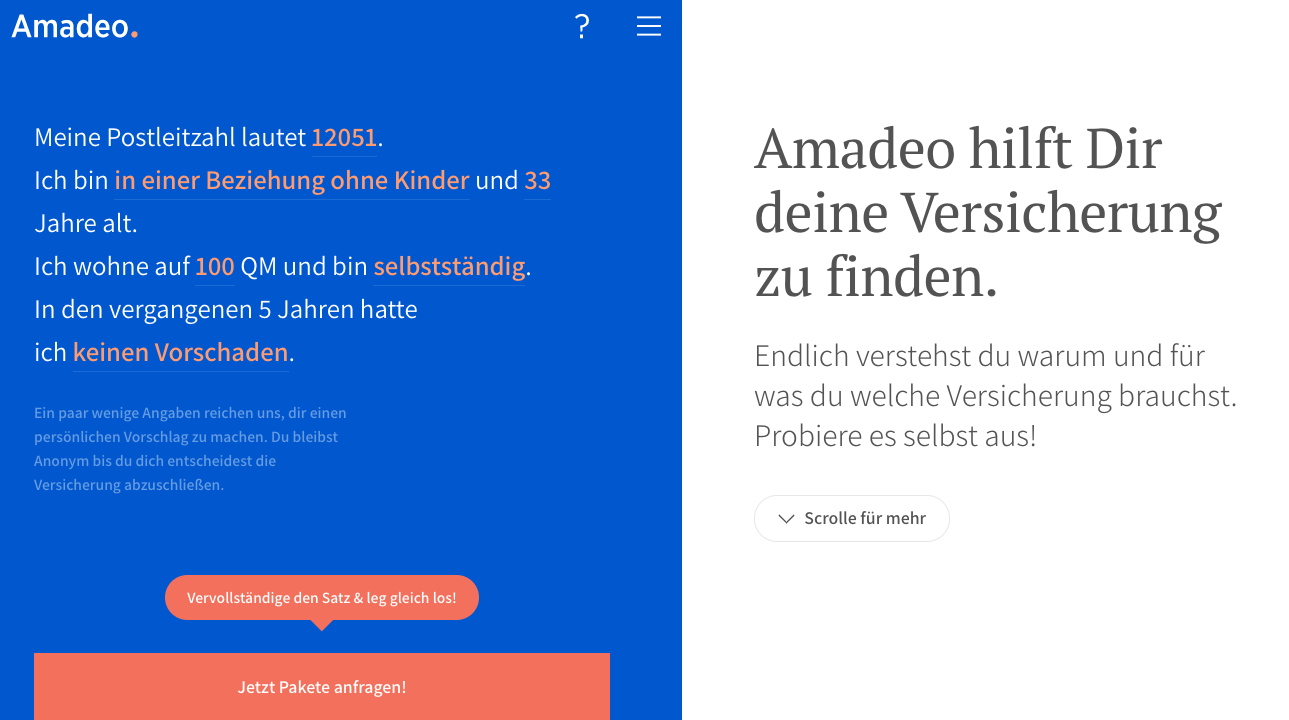 Amadeo.
?
Meine Postleitzahl lautet 12051.
Ich bin in einer Beziehung ohne Kinder und 33
Jahre alt.
Ich wohne auf 100 QM und bin selbstständig.
In den vergangenen 5 Jahren hatte
ich keinen Vorschaden.
Ein paar wenige Angaben reichen uns, dir einen
persönlichen Vorschlag zu machen. Du bleibst
Anonym bis du dich entscheidest die
Versicherung abzuschließen.
Vervollständige den Satz & leg gleich los!
Jetzt Pakete anfragen!
Amadeo hilft Dir
deine Versicherung
zu finden.
Endlich verstehst du warum und für
was du welche Versicherung brauchst.
Probiere es selbst aus!
Scrolle für mehr